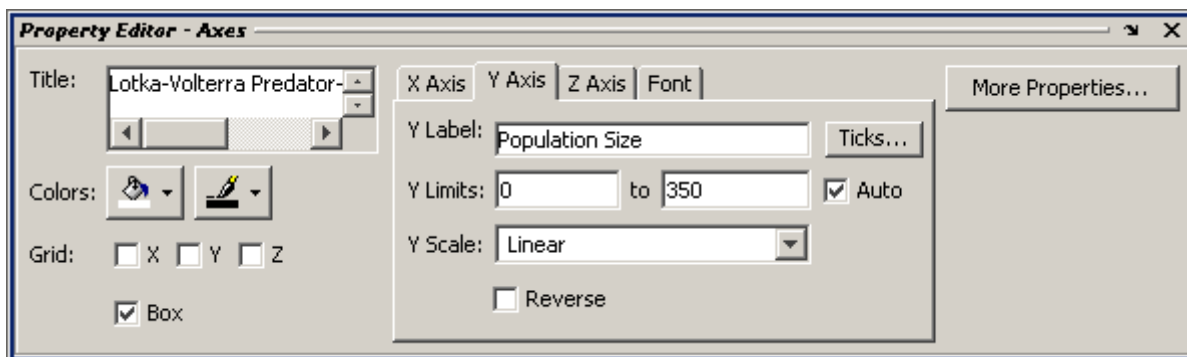 Property Editor - Axes
Title: Lotka-Volterra Predator-
X Axis Y Axis Z Axis Font
More Properties...
Y Label: Population Size Ticks...
Colors:
Y Limits: 0 to 350 Auto
Grid: X Y Z
Y Scale: Linear
Reverse
Box